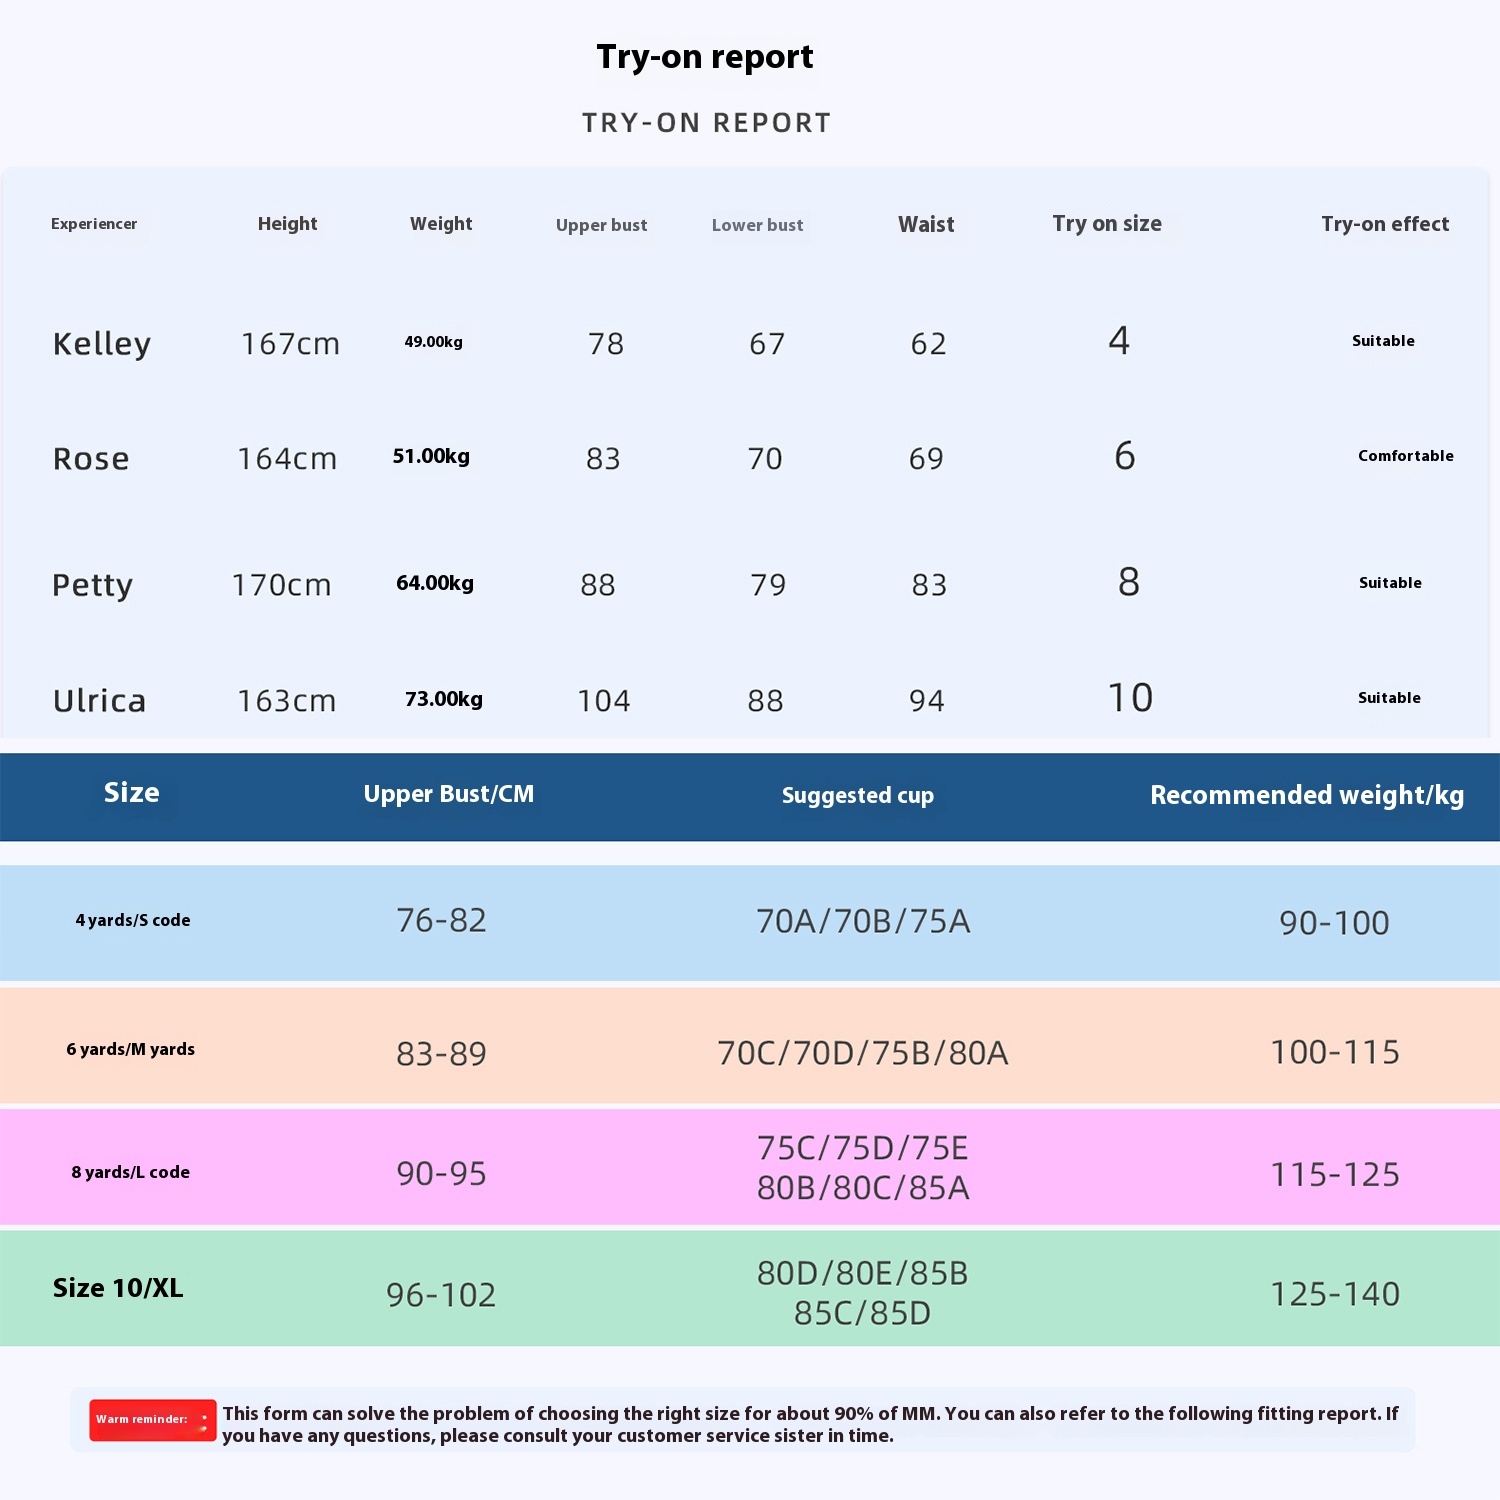 Try-on report
TRY-ON REPORT
Experiencer Height Weight Upper bust Lower bust Waist Try on size Try-on effect
Kelley 167cm 49.00kg 78 67 62 4 Suitable
Rose 164cm 51.00kg 83 70 69 6 Comfortable
Petty 170cm 64.00kg 88 79 83 8 Suitable
Ulrica 163cm 73.00kg 104 88 94 10 Suitable
Size Upper Bust/CM Suggested cup Recommended weight/kg
4 yards/S code 76-82 70A/70B/75A 90-100
6 yards/M yards 83-89 70C/70D/75B/80A 100-115
8 yards/L code 90-95 75C/75D/75E 115-125
80B/80C/85A
Size 10/XL 96-102 80D/80E/85B 125-140
85C/85D
Warm reminder: This form can solve the problem of choosing the right size for about 90% of MM. You can also refer to the following fitting report. If
you have any questions, please consult your customer service sister in time.